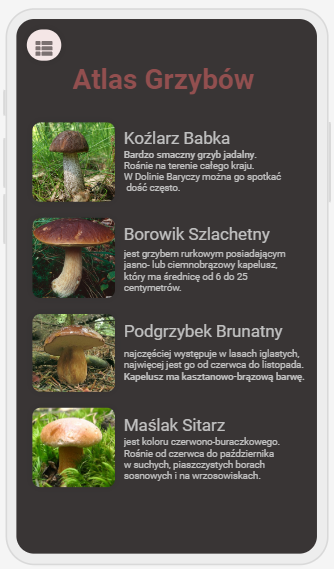 Atlas Grzybów
Koźlarz Babka
Bardzo smaczny grzyb jadalny.
Rośnie na terenie całego kraju.
W Dolinie Baryczy można go spotkać
dość często.
Borowik Szlachetny
jest grzybem rurkowym posiadającym
jasno- lub ciemnobrązowy kapelusz,
który ma średnicę od 6 do 25
centymetrów.
Podgrzybek Brunatny
najczęściej występuje w lasach iglastych,
najwięcej jest go od czerwca do listopada.
Kapelusz ma kasztanowo-brązową barwę.
Maślak Sitarz
jest koloru czerwono-buraczkowego.
Rośnie od czerwca do października
w suchych, piaszczystych borach
sosnowych i na wrzosowiskach.